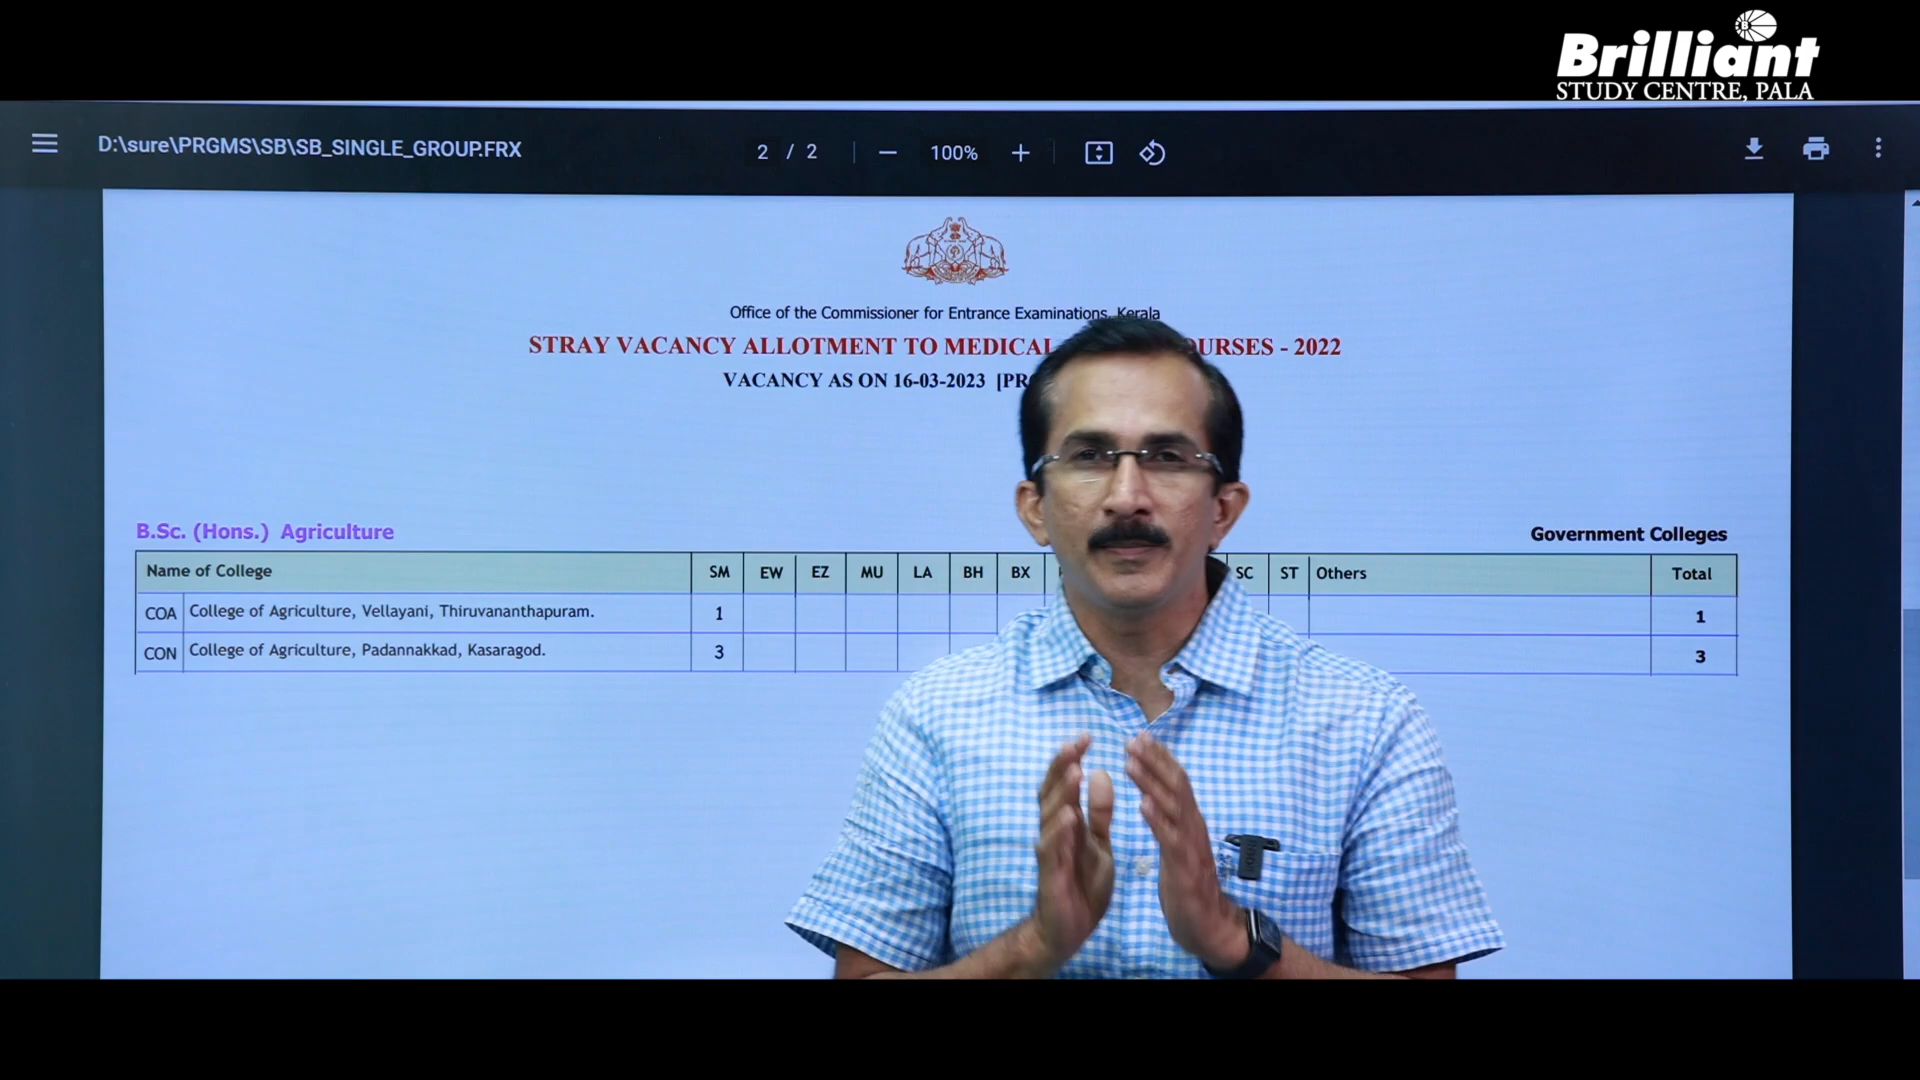 Brilliant
STUDY CENTRE, PALA
D:\sure\PRGMS\SB\SB_SINGLE_GROUP.FRX
2 / 2
100%
Office of the Commissioner for Entrance Examinations, Kerala
STRAY VACANCY ALLOTMENT TO MEDICAL - 2022
VACANCY AS ON 16-03-2023
B.Sc. (Hons.) Agriculture
Government Colleges
Name of College SM EW EZ MU LA BH BX SC ST Others Total
COA College of Agriculture, Vellayani, Thiruvananthapuram. 1 1
CON College of Agriculture, Padannakkad, Kasaragod. 3 3